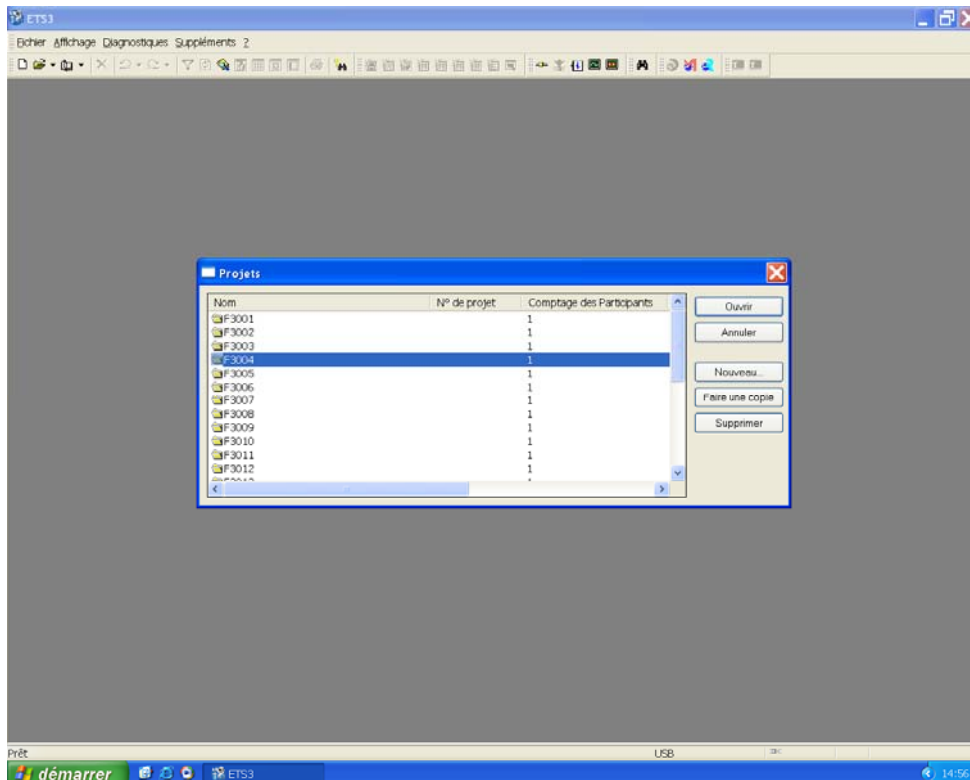 ETS3
Fichier Affichage Diagnostiques Suppléments ?
Projets
Nom N° de projet Comptage des Participants
F3001 1
F3002 1
F3003 1
F3004 1
F3005 1
F3006 1
F3007 1
F3008 1
F3009 1
F3010 1
F3011 1
F3012 1
Ouvrir
Annuler
Nouveau...
Faire une copie
Supprimer
Prêt USB
démarrer ETS3 14:56